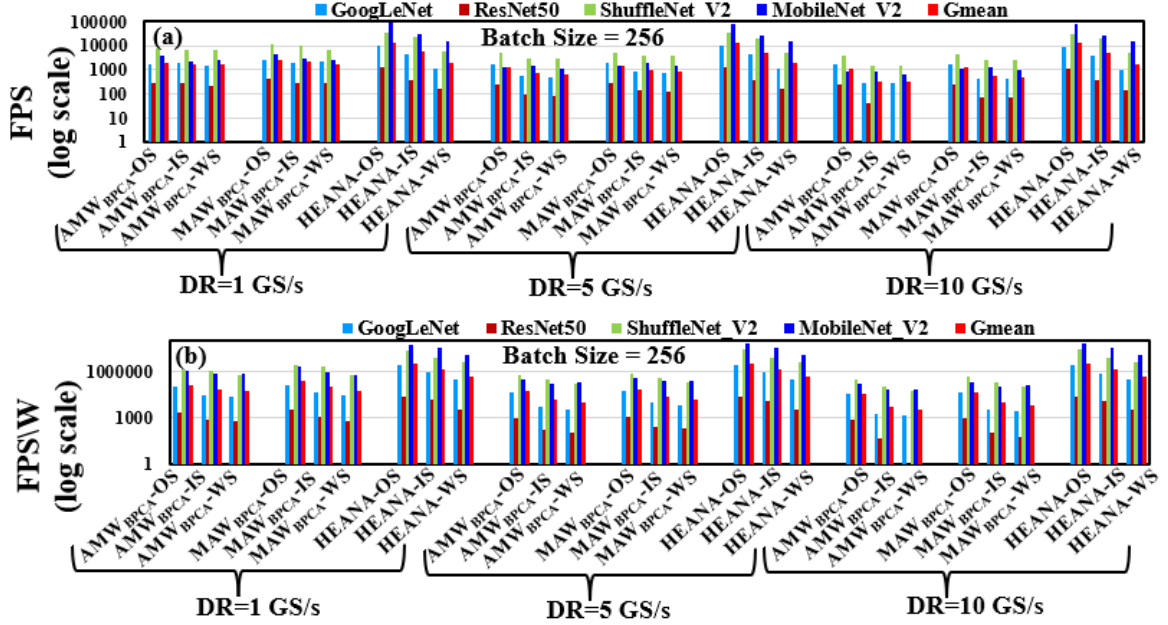 GoogLeNet ResNet50 ShuffleNet_V2 MobileNet_V2 Gmean
(a) Batch Size = 256
FPS
(log scale)
100000
10000
1000
100
10
1
AMW BPCA-OS
AMW BPCA-IS
AMW BPCA-WS
MAW BPCA-OS
MAW BPCA-IS
MAW BPCA-WS
HEANA-OS
HEANA-IS
HEANA-WS
AMW BPCA-OS
AMW BPCA-IS
AMW BPCA-WS
MAW BPCA-OS
MAW BPCA-IS
MAW BPCA-WS
HEANA-OS
HEANA-IS
HEANA-WS
AMW BPCA-OS
AMW BPCA-IS
AMW BPCA-WS
MAW BPCA-OS
MAW BPCA-IS
MAW BPCA-WS
HEANA-OS
HEANA-IS
HEANA-WS
DR=1 GS/s DR=5 GS/s DR=10 GS/s
GoogLeNet ResNet50 ShuffleNet_V2 MobileNet_V2 Gmean
(b) Batch Size = 256
FPS\W
(log scale)
1000000
1000
1
AMW BPCA-OS
AMW BPCA-IS
AMW BPCA-WS
MAW BPCA-OS
MAW BPCA-IS
MAW BPCA-WS
HEANA-OS
HEANA-IS
HEANA-WS
AMW BPCA-OS
AMW BPCA-IS
AMW BPCA-WS
MAW BPCA-OS
MAW BPCA-IS
MAW BPCA-WS
HEANA-OS
HEANA-IS
HEANA-WS
AMW BPCA-OS
AMW BPCA-IS
AMW BPCA-WS
MAW BPCA-OS
MAW BPCA-IS
MAW BPCA-WS
HEANA-OS
HEANA-IS
HEANA-WS
DR=1 GS/s DR=5 GS/s DR=10 GS/s